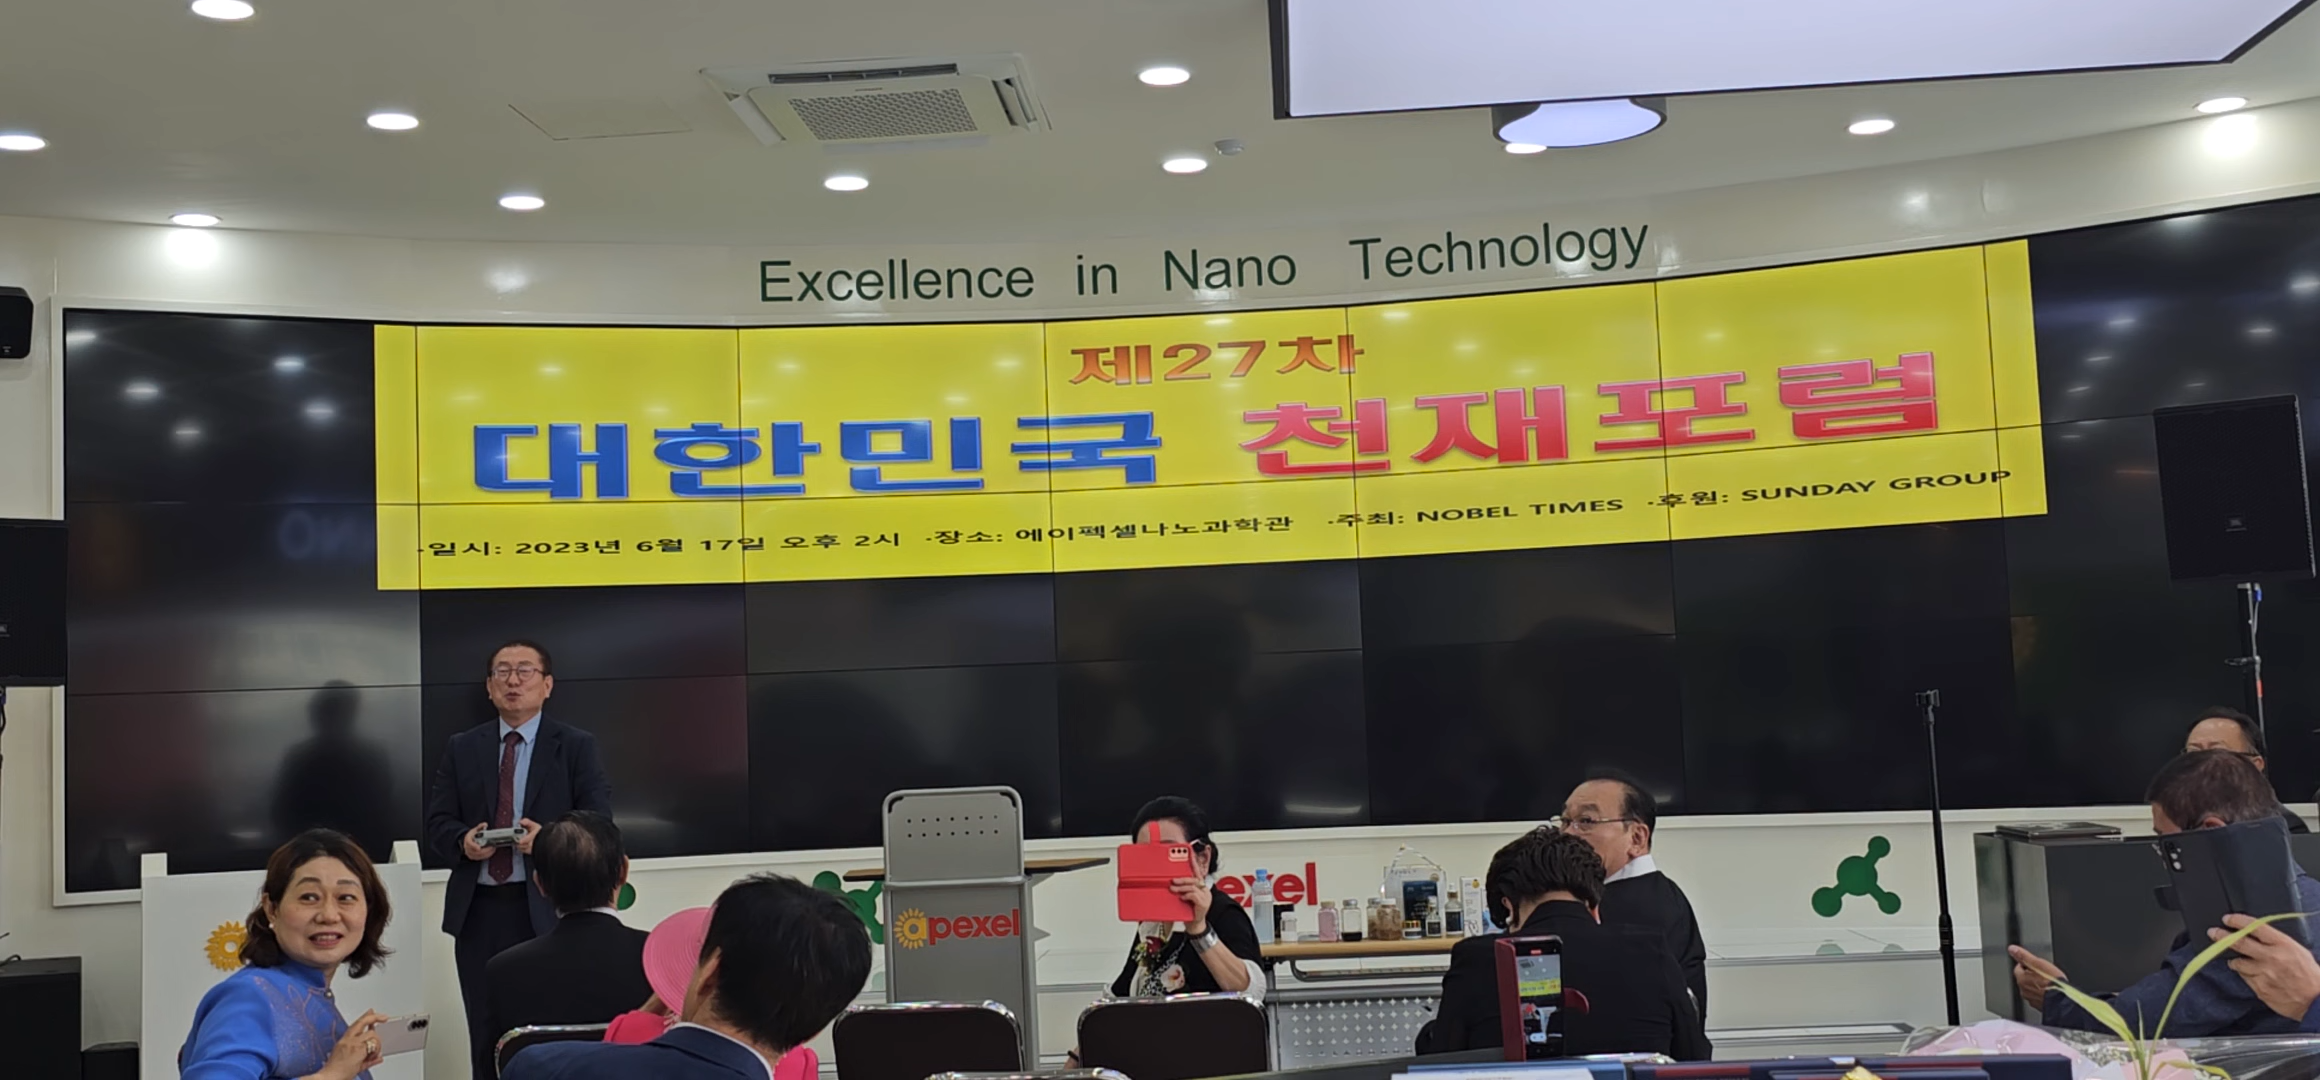 Excellence in Nano Technology
제27차
대한민국 천재포럼
·일시: 2023년 6월 17일 오후 2시 ·장소: 에이펙셀나노과학관 ·주최: NOBEL TIMES ·후원: SUNDAY GROUP
apexel
exel